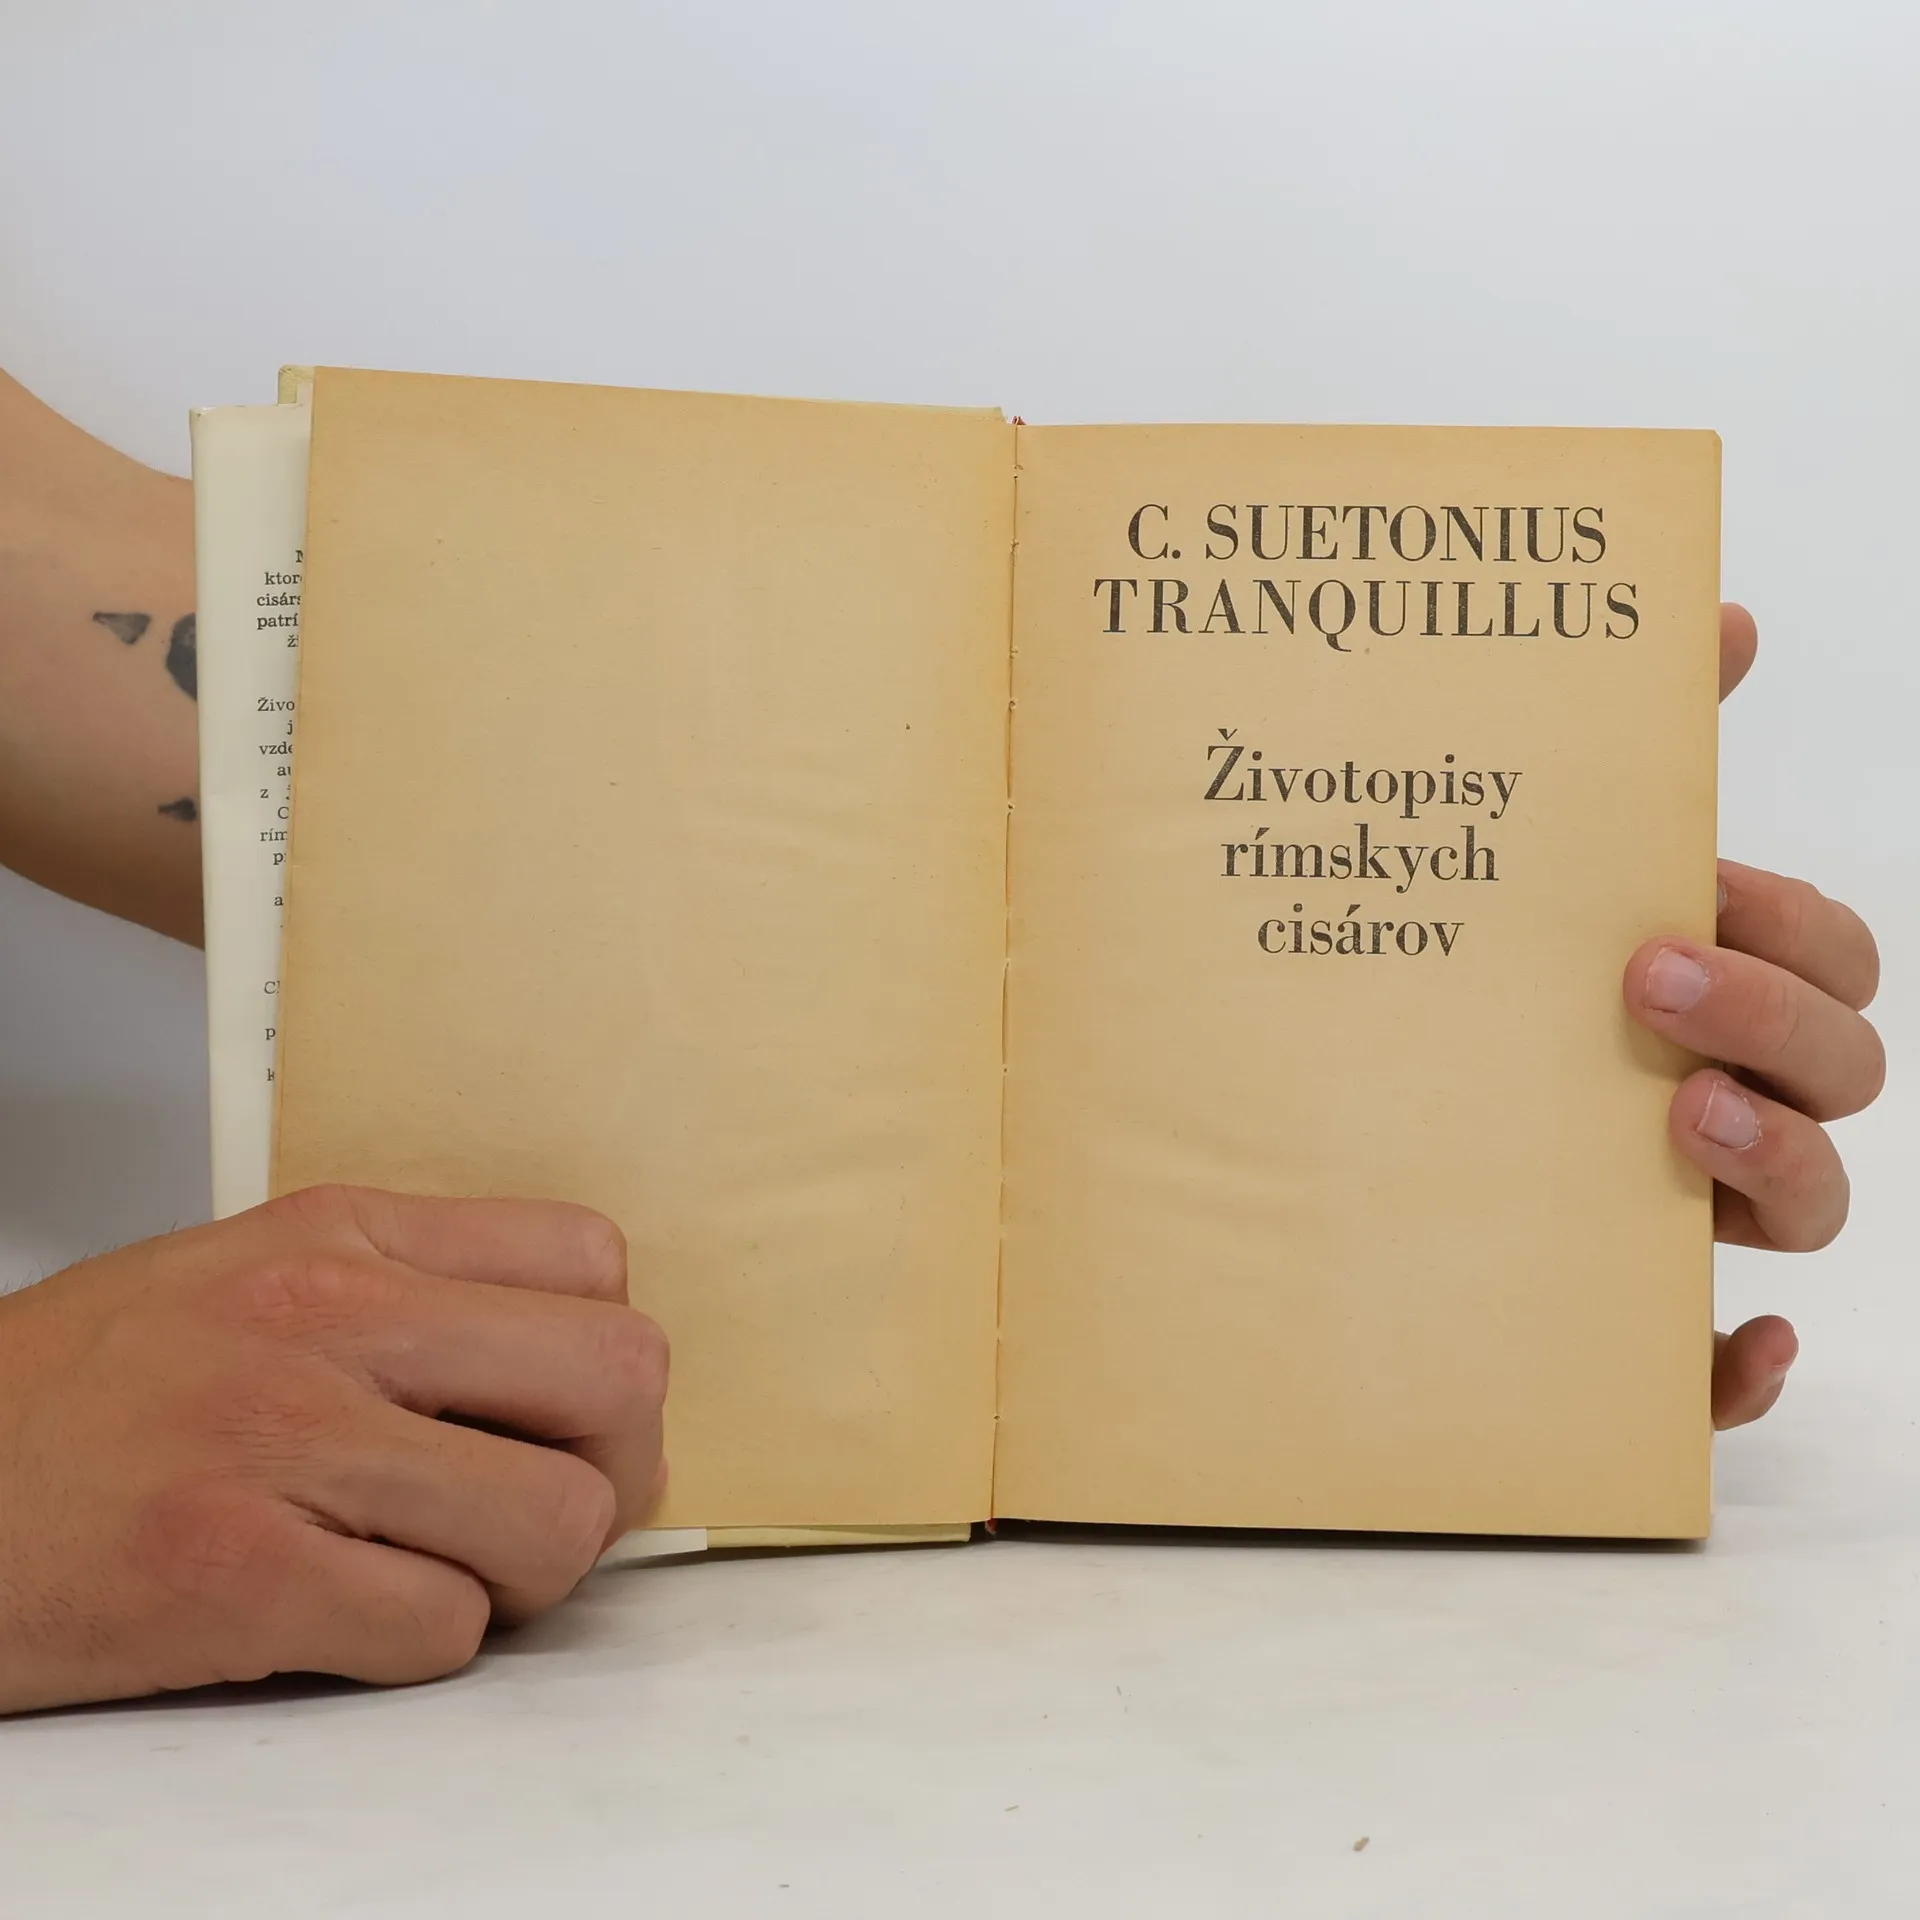 C. SUETONIUS
TRANQUILLUS
Životopisy
rímskych
cisárov